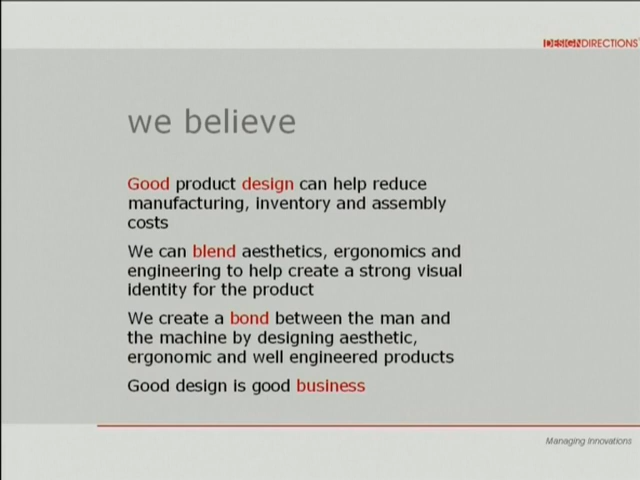 DESIGNDIRECTIONS
we believe
Good product design can help reduce
manufacturing, inventory and assembly
costs
We can blend aesthetics, ergonomics and
engineering to help create a strong visual
identity for the product
We create a bond between the man and
the machine by designing aesthetic,
ergonomic and well engineered products
Good design is good business
Managing Innovations